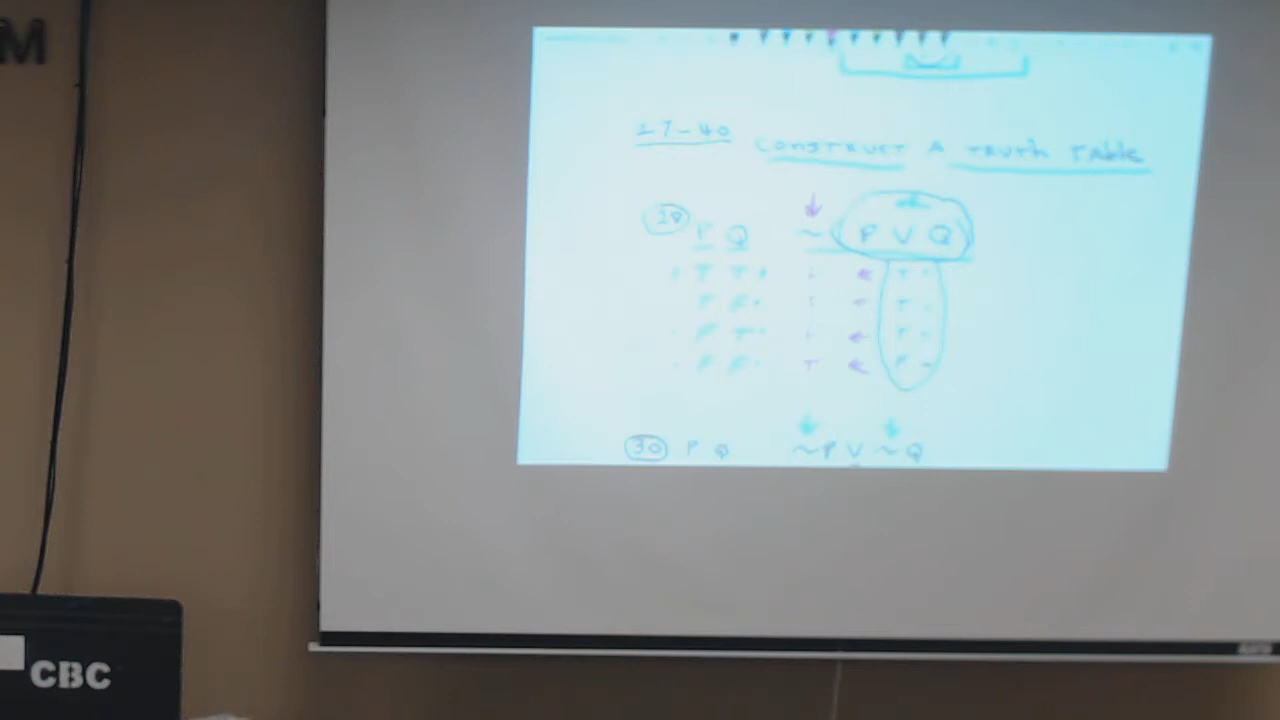 M
27-40 CONSTRUCT A TRUTH TABLE
28 P Q ~ (P V Q)
T T T
T F T
F T T
F F T F
30 P Q ~P V ~Q
CBC